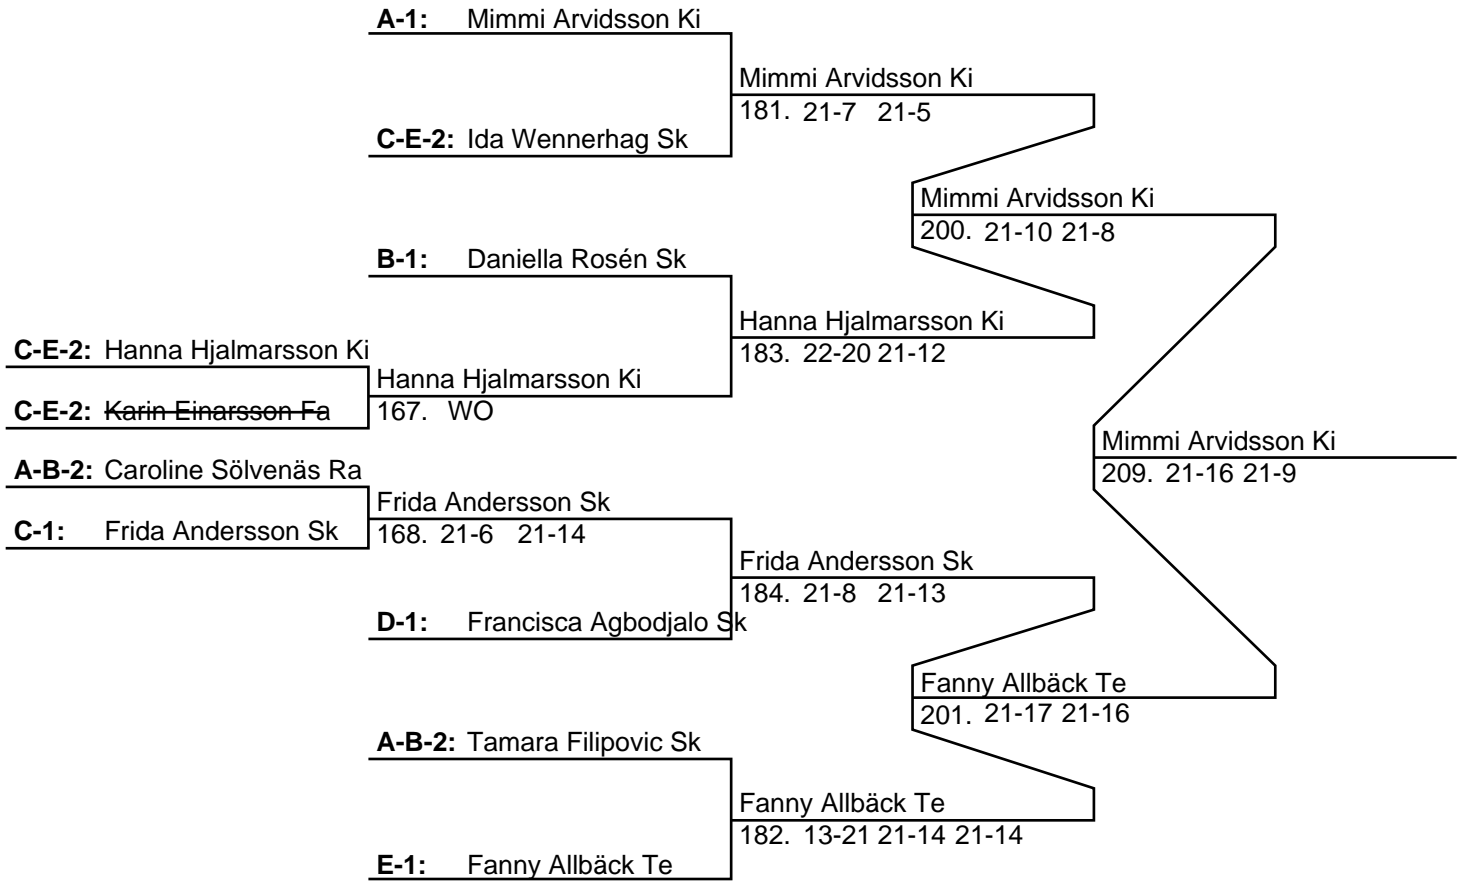 A-1: Mimmi Arvidsson Ki
Mimmi Arvidsson Ki
181. 21-7 21-5
C-E-2: Ida Wennerhag Sk
Mimmi Arvidsson Ki
200. 21-10 21-8
B-1: Daniella Rosén Sk
Hanna Hjalmarsson Ki
183. 22-20 21-12
C-E-2: Hanna Hjalmarsson Ki
Hanna Hjalmarsson Ki
167. WO
C-E-2: Karin Einarsson Fa
Mimmi Arvidsson Ki
209. 21-16 21-9
A-B-2: Caroline Sölvenäs Ra
Frida Andersson Sk
168. 21-6 21-14
C-1: Frida Andersson Sk
Frida Andersson Sk
184. 21-8 21-13
D-1: Francisca Agbodjalo Sk
Fanny Allbäck Te
201. 21-17 21-16
A-B-2: Tamara Filipovic Sk
Fanny Allbäck Te
182. 13-21 21-14 21-14
E-1: Fanny Allbäck Te